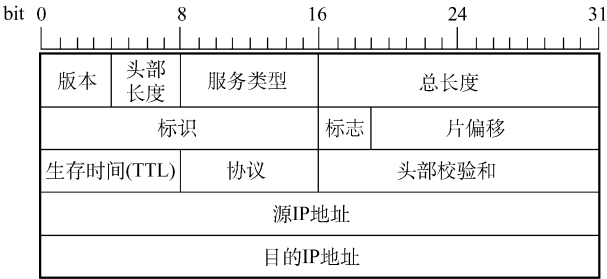 bit 0 8 16 24 31
版本 头部长度 服务类型 总长度
标识 标志 片偏移
生存时间(TTL) 协议 头部校验和
源IP地址
目的IP地址